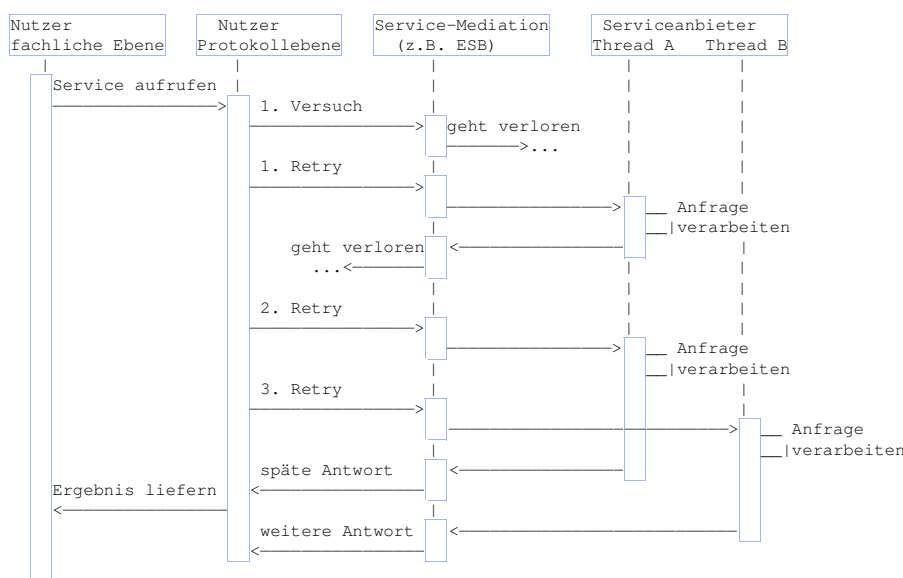 Nutzer
fachliche Ebene
Nutzer
Protokollebene
Service-Mediation
(z.B. ESB)
Serviceanbieter
Thread A Thread B
Service aufrufen
1. Versuch
geht verloren
...
1. Retry
Anfrage
verarbeiten
geht verloren
...
2. Retry
Anfrage
verarbeiten
3. Retry
Anfrage
verarbeiten
späte Antwort
Ergebnis liefern
weitere Antwort